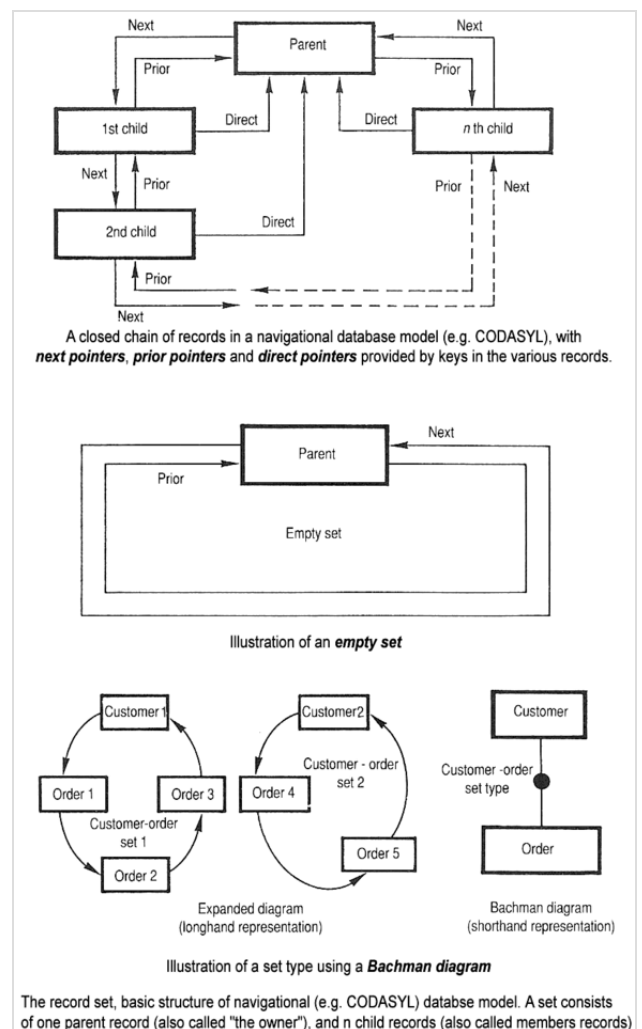 Next
Parent
Next
Prior
Prior
1st child
Direct
Direct
n th child
Next
Prior
Prior
Next
2nd child
Direct
Prior
Next
A closed chain of records in a navigational database model (e.g. CODASYL), with
next pointers, prior pointers and direct pointers provided by keys in the various records.
Next
Parent
Prior
Empty set
Illustration of an empty set
Customer1
Customer2
Customer
Order 1
Order 3
Customer-order
set 1
Order 2
Order 4
Customer - order
set 2
Order 5
Customer -order
set type
Order
Expanded diagram
(longhand representation)
Bachman diagram
(shorthand representation)
Illustration of a set type using a Bachman diagram
The record set, basic structure of navigational (e.g. CODASYL) databse model. A set consists
of one parent record (also called "the owner"), and n child records (also called members records)